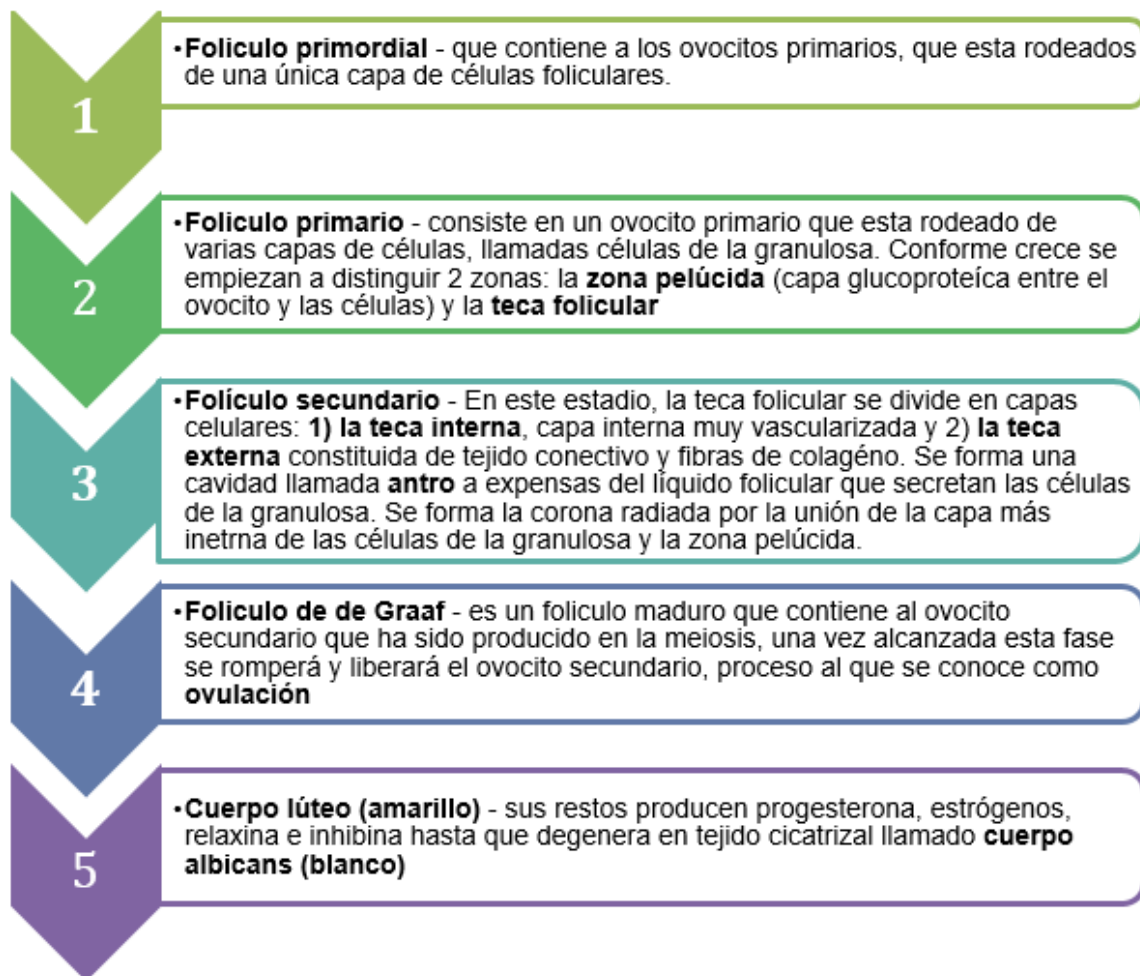 1
•Foliculo primordial - que contiene a los ovocitos primarios, que esta rodeados
de una única capa de células foliculares.
2
•Foliculo primario - consiste en un ovocito primario que esta rodeado de
varias capas de células, llamadas células de la granulosa. Conforme crece se
empiezan a distinguir 2 zonas: la zona pelúcida (capa glucoproteíca entre el
ovocito y las células) y la teca folicular
3
•Folículo secundario - En este estadio, la teca folicular se divide en capas
celulares: 1) la teca interna, capa interna muy vascularizada y 2) la teca
externa constituida de tejido conectivo y fibras de colagéno. Se forma una
cavidad llamada antro a expensas del líquido folicular que secretan las células
de la granulosa. Se forma la corona radiada por la unión de la capa más
inetrna de las células de la granulosa y la zona pelúcida.
4
•Foliculo de de Graaf - es un foliculo maduro que contiene al ovocito
secundario que ha sido producido en la meiosis, una vez alcanzada esta fase
se romperá y liberará el ovocito secundario, proceso al que se conoce como
ovulación
5
•Cuerpo lúteo (amarillo) - sus restos producen progesterona, estrógenos,
relaxina e inhibina hasta que degenera en tejido cicatrizal llamado cuerpo
albicans (blanco)